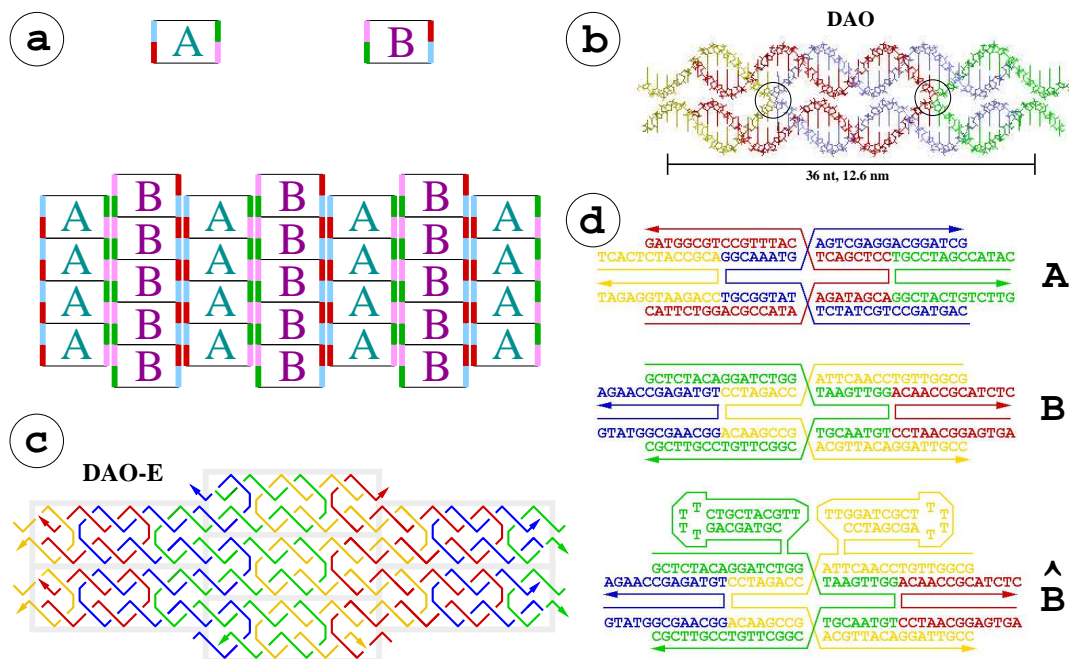 a
A B
b
DAO
36 nt, 12.6 nm
B B B
A A A A
B B B
A A A A
B B B
A A A A
B B B
A A A A
B B B
c
DAO-E
d
GATGGCGTCCGTTTAC AGTCGAGGACGGATCG
TCACTCTACCGCAGGCAAATG TCAGCTCCTGCCTAGCCATAC
A
TAGAGGTAAGACCTGCGGTAT AGATAGCAGGCTACTGTCTTG
CATTCTGGACGCCATA TCTATCGTCCGATGAC
GCTCTACAGGATCTGG ATTCAACCTGTTGGCG
AGAACCGAGATGTCCTAGACC TAAGTTGGACAACCGCATCTC
B
GTATGGCGAACGGACAAGCCG TGCAATGTCCTAACGGAGTGA
CGCTTGCCTGTTCGGC ACGTTACAGGATTGCC
T T
T CTGCTACGTT TTGGATCGCT T
T GACGATGC CCTAGCGA T
T T
GCTCTACAGGATCTGG ATTCAACCTGTTGGCG
AGAACCGAGATGTCCTAGACC TAAGTTGGACAACCGCATCTC
^
B
GTATGGCGAACGGACAAGCCG TGCAATGTCCTAACGGAGTGA
CGCTTGCCTGTTCGGC ACGTTACAGGATTGCC